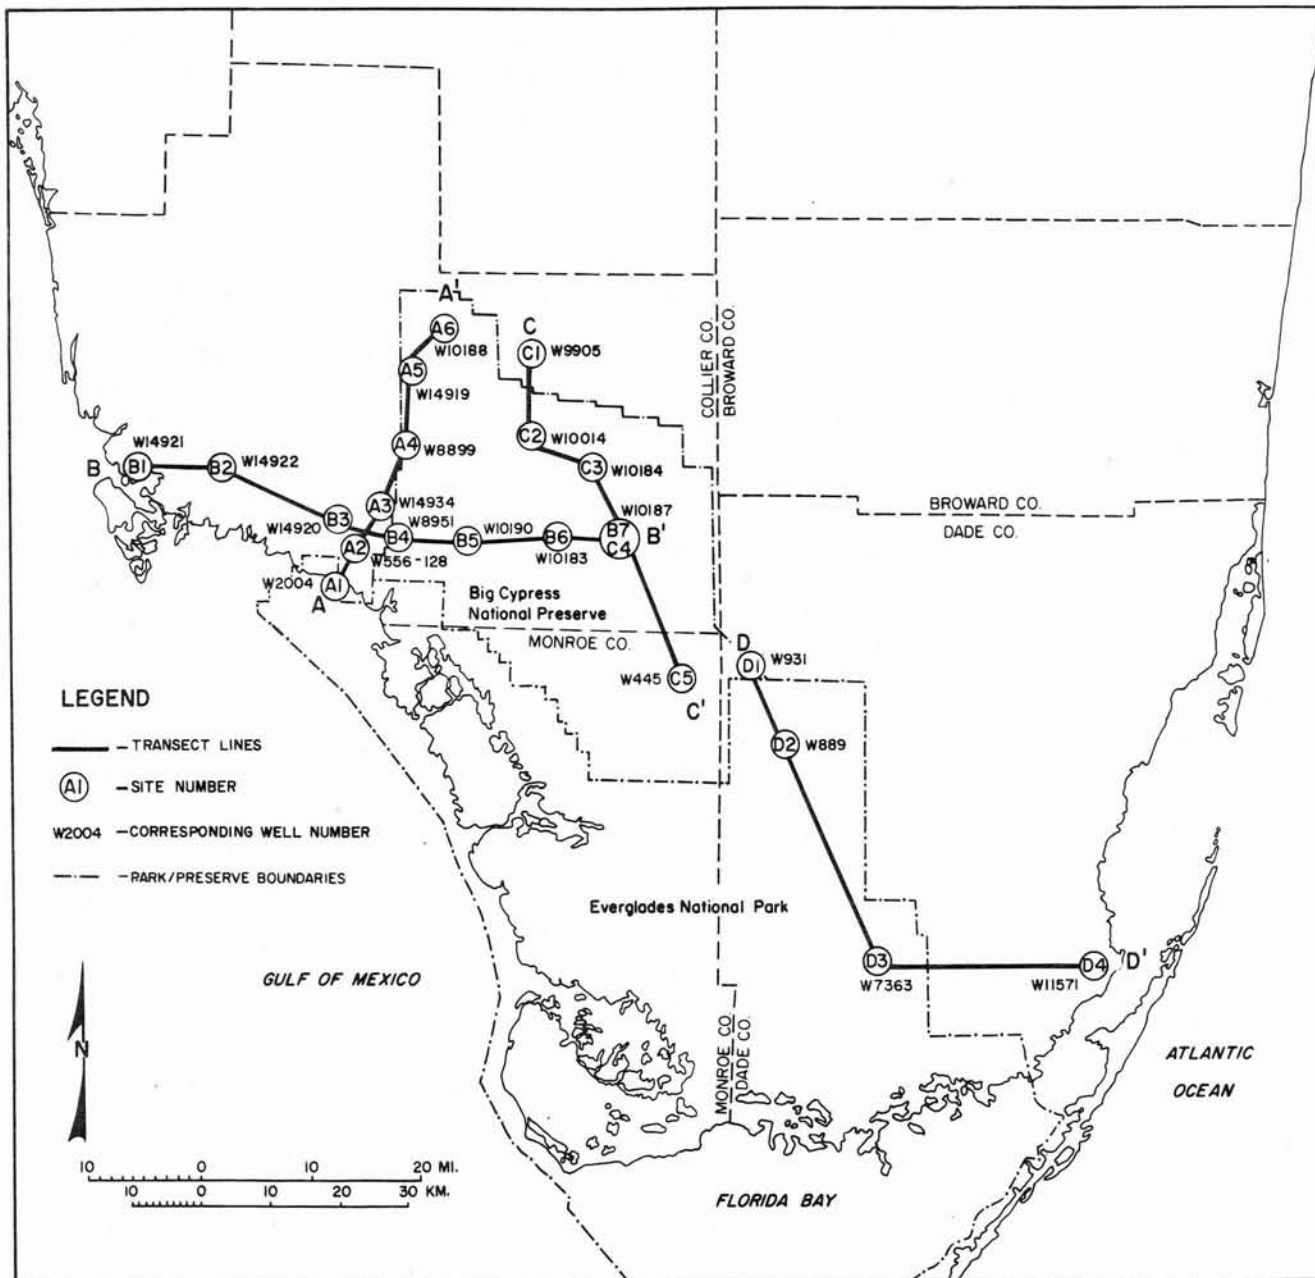 A'
A6
W10188
C
C1
W9905
COLLIER CO.
BROWARD CO.
A5
W14919
C2
W10014
A4
W8899
C3
W10184
W14921
B
B1
B2
W14922
A3
W14934
W10187
BROWARD CO.
DADE CO.
W14920
B3
W8951
B4
B5
W10190
B6
W10183
B7
C4
B'
A2
W556-128
W2004
A1
A
Big Cypress
National Preserve
MONROE CO.
D
D1
W931
W445
C5
C'
D2
W889
LEGEND
– TRANSECT LINES
A1 – SITE NUMBER
W2004 – CORRESPONDING WELL NUMBER
– PARK/PRESERVE BOUNDARIES
Everglades National Park
GULF OF MEXICO
D3
W7363
D4
D'
W11571
MONROE CO.
DADE CO.
ATLANTIC
OCEAN
N
10 0 10 20 MI.
10 0 10 20 30 KM.
FLORIDA BAY